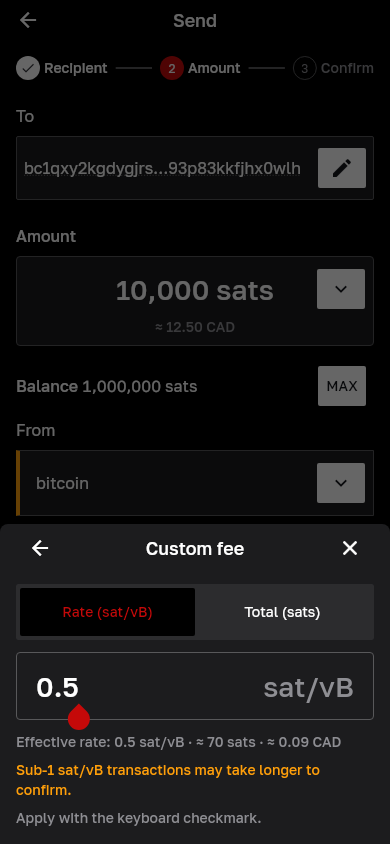 Send
Recipient 2 Amount 3 Confirm
To
bc1qxy2kgdygjrs...93p83kkfjhx0wlh
Amount
10,000 sats
≈ 12.50 CAD
Balance 1,000,000 sats MAX
From
bitcoin
Custom fee
Rate (sat/vB) Total (sats)
0.5 sat/vB
Effective rate: 0.5 sat/vB · ≈ 70 sats · ≈ 0.09 CAD
Sub-1 sat/vB transactions may take longer to
confirm.
Apply with the keyboard checkmark.